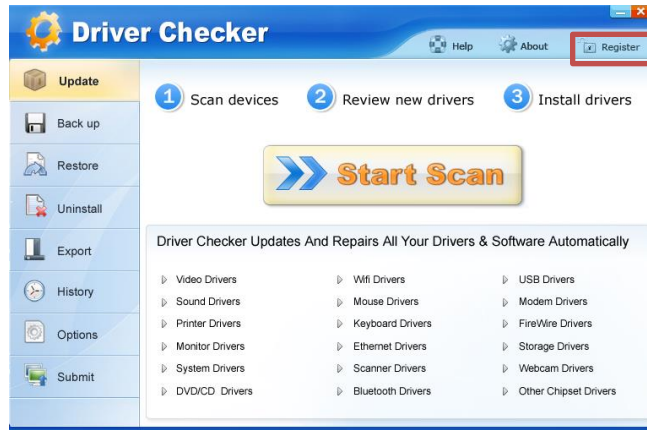 Driver Checker
Help About Register
Update
Back up
Restore
Uninstall
Export
History
Options
Submit
1 Scan devices 2 Review new drivers 3 Install drivers
Start Scan
Driver Checker Updates And Repairs All Your Drivers & Software Automatically
Video Drivers Wifi Drivers USB Drivers
Sound Drivers Mouse Drivers Modem Drivers
Printer Drivers Keyboard Drivers FireWire Drivers
Monitor Drivers Ethernet Drivers Storage Drivers
System Drivers Scanner Drivers Webcam Drivers
DVD/CD Drivers Bluetooth Drivers Other Chipset Drivers